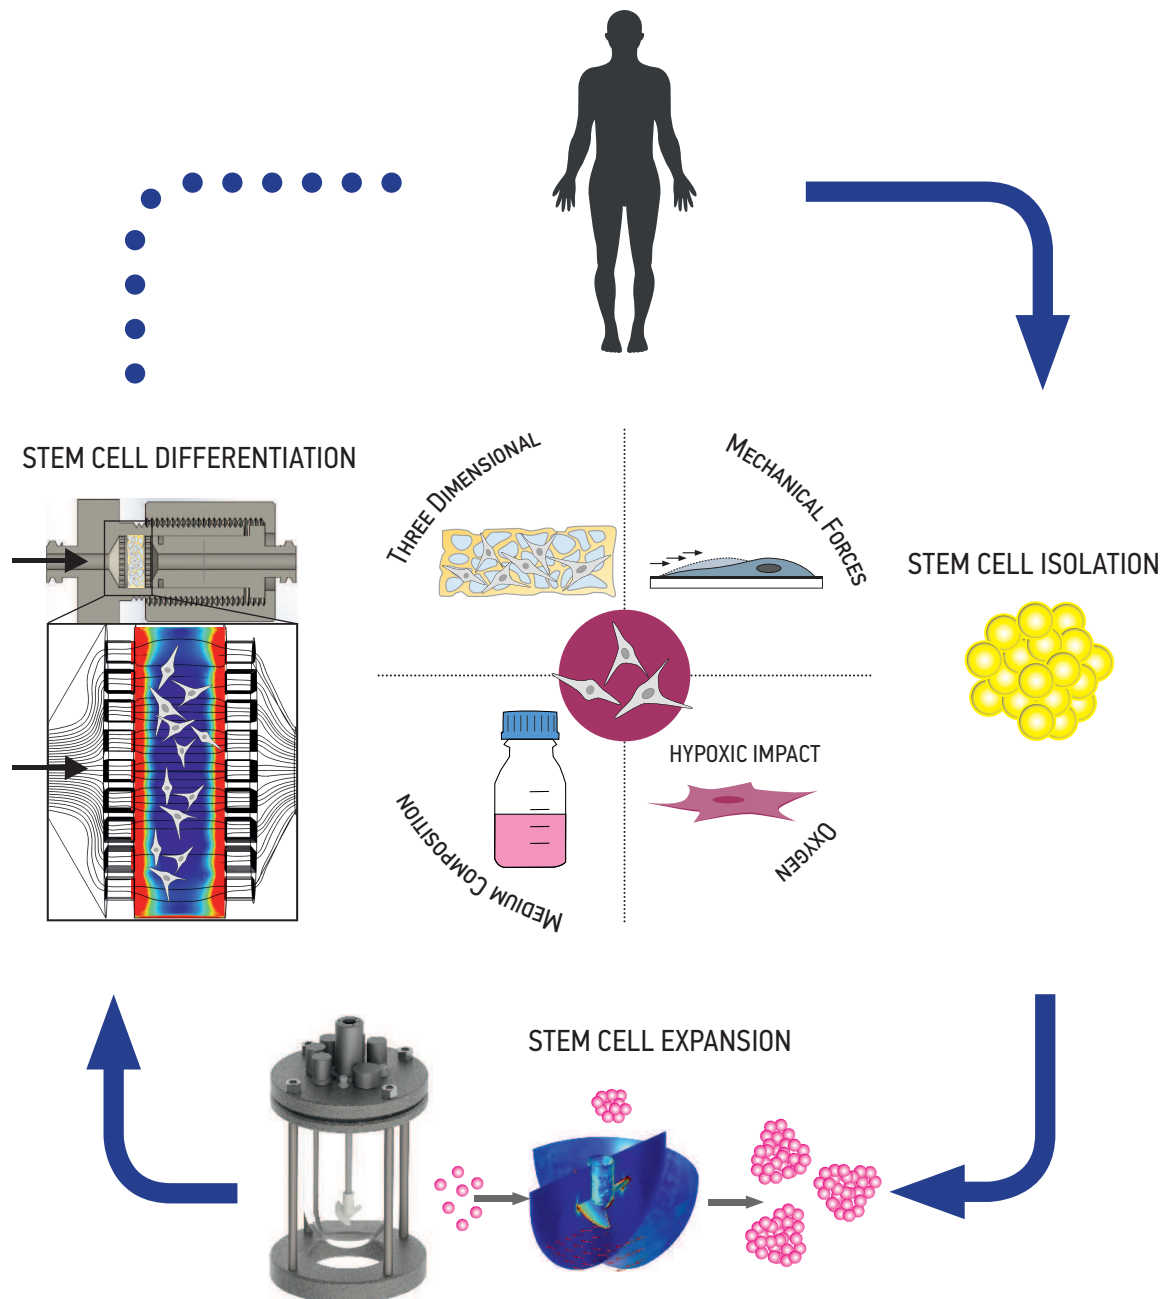 STEM CELL DIFFERENTIATION
THREE DIMENSIONAL
MECHANICAL FORCES
STEM CELL ISOLATION
HYPOXIC IMPACT
MEDIUM COMPOSITION
OXYGEN
STEM CELL EXPANSION